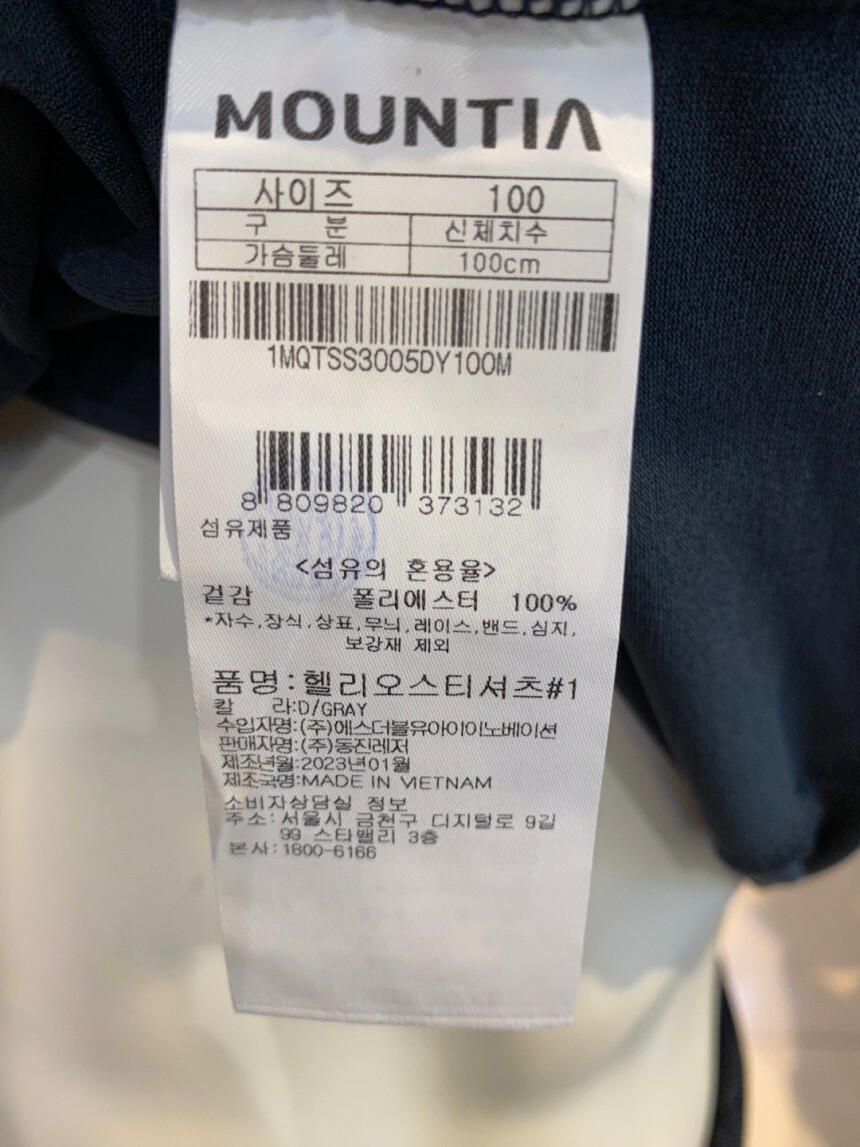 MOUNTIA
사이즈 100
구 분 신체치수
가슴둘레 100cm
1MQTSS3005DY100M
8 809820 373132
섬유제품
<섬유의 혼용율>
겉감 폴리에스터 100%
*자수,장식,상표,무늬,레이스,밴드,심지,
보강재 제외
품명:헬리오스티셔츠#1
칼 라:D/GRAY
수입자명:(주)에스더블유아이이노베이션
판매자명:(주)동진레저
제조년월:2023년01월
제조국명:MADE IN VIETNAM
소비자상담실 정보
주소:서울시 금천구 디지털로 9길
99 스타밸리 3층
본사:1800-6166